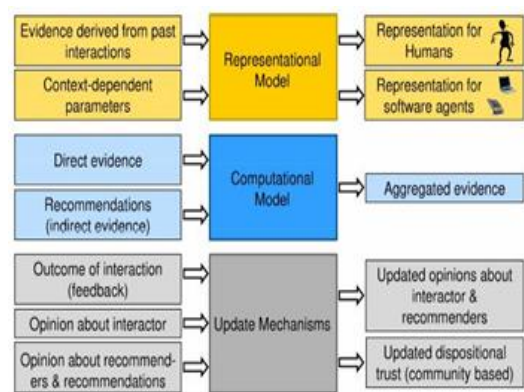 Evidence derived from past
interactions
Context-dependent
parameters
Representational
Model
Representation for
Humans
Representation for
software agents
Direct evidence
Recommendations
(indirect evidence)
Computational
Model
Aggregated evidence
Outcome of interaction
(feedback)
Opinion about interactor
Opinion about recommend-
ers & recommendations
Update Mechanisms
Updated opinions about
interactor &
recommenders
Updated dispositional
trust (community based)